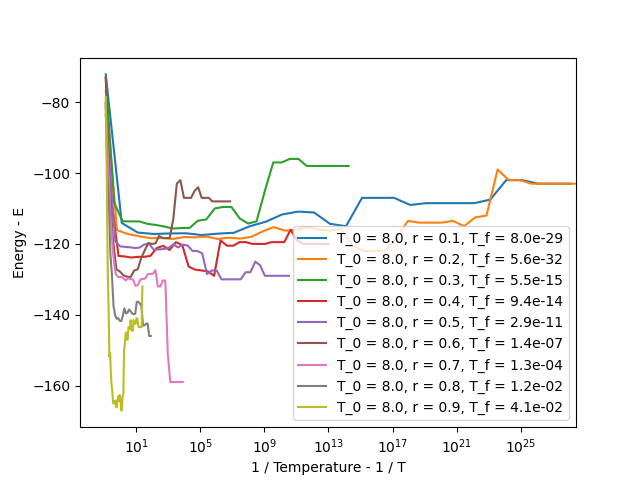 −80
−100
−120
−140
−160
Energy - E
10^1
10^5
10^9
10^13
10^17
10^21
10^25
1 / Temperature - 1 / T
T_0 = 8.0, r = 0.1, T_f = 8.0e-29
T_0 = 8.0, r = 0.2, T_f = 5.6e-32
T_0 = 8.0, r = 0.3, T_f = 5.5e-15
T_0 = 8.0, r = 0.4, T_f = 9.4e-14
T_0 = 8.0, r = 0.5, T_f = 2.9e-11
T_0 = 8.0, r = 0.6, T_f = 1.4e-07
T_0 = 8.0, r = 0.7, T_f = 1.3e-04
T_0 = 8.0, r = 0.8, T_f = 1.2e-02
T_0 = 8.0, r = 0.9, T_f = 4.1e-02